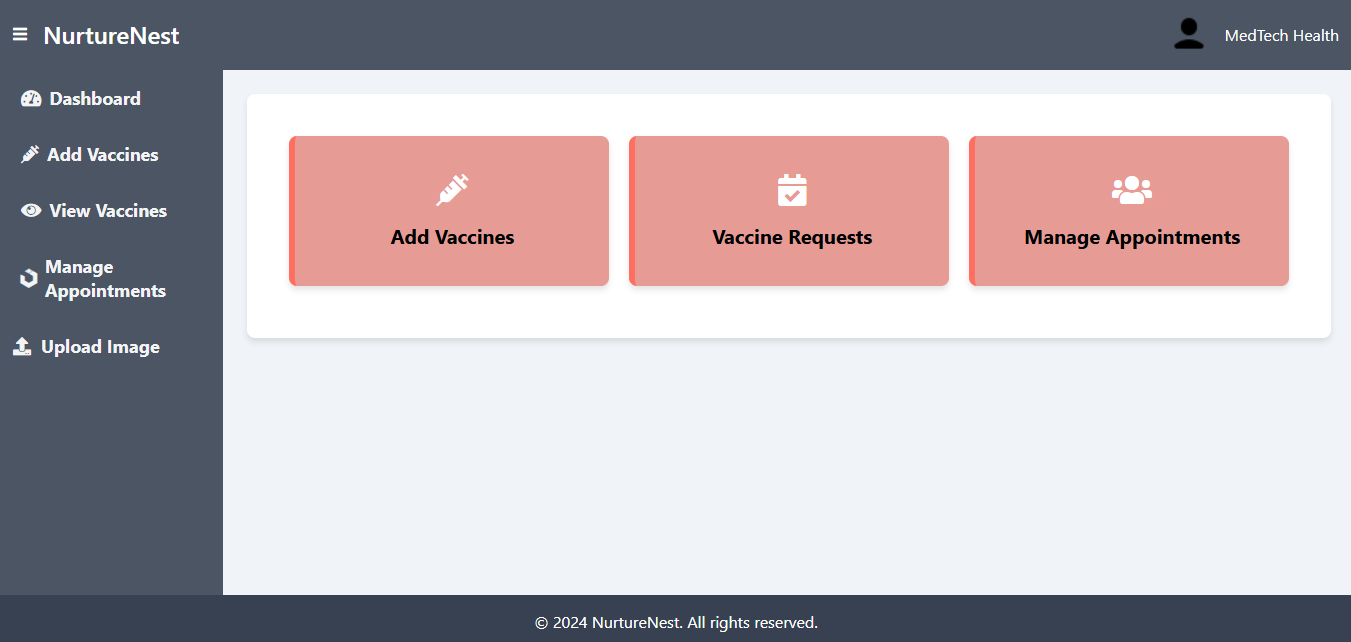 NurtureNest
MedTech Health
Dashboard
Add Vaccines
View Vaccines
Manage
Appointments
Upload Image
Add Vaccines
Vaccine Requests
Manage Appointments
© 2024 NurtureNest. All rights reserved.